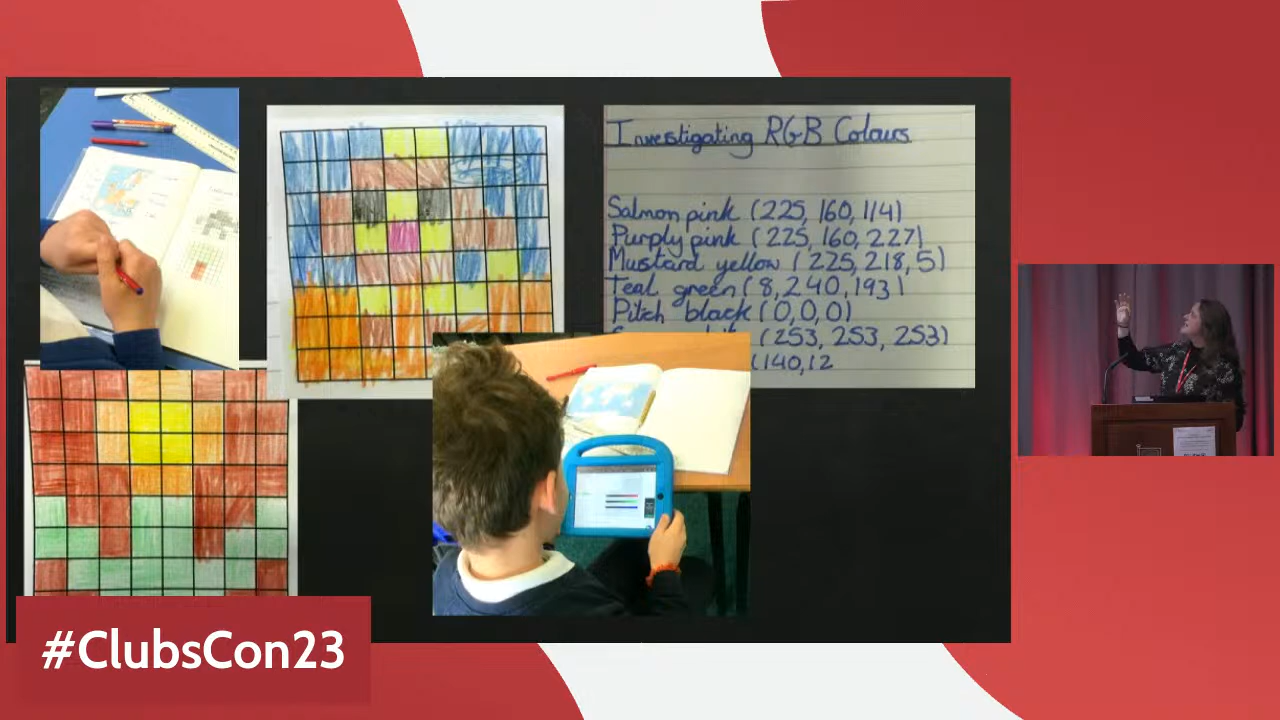 Investigating RGB Colours
Salmon pink (225, 160, 114)
Purply pink (225, 160, 227)
Mustard yellow (225, 218, 5)
Teal green (8, 240, 193)
Pitch black (0, 0, 0)
(253, 253, 253)
(140, 12
#ClubsCon23